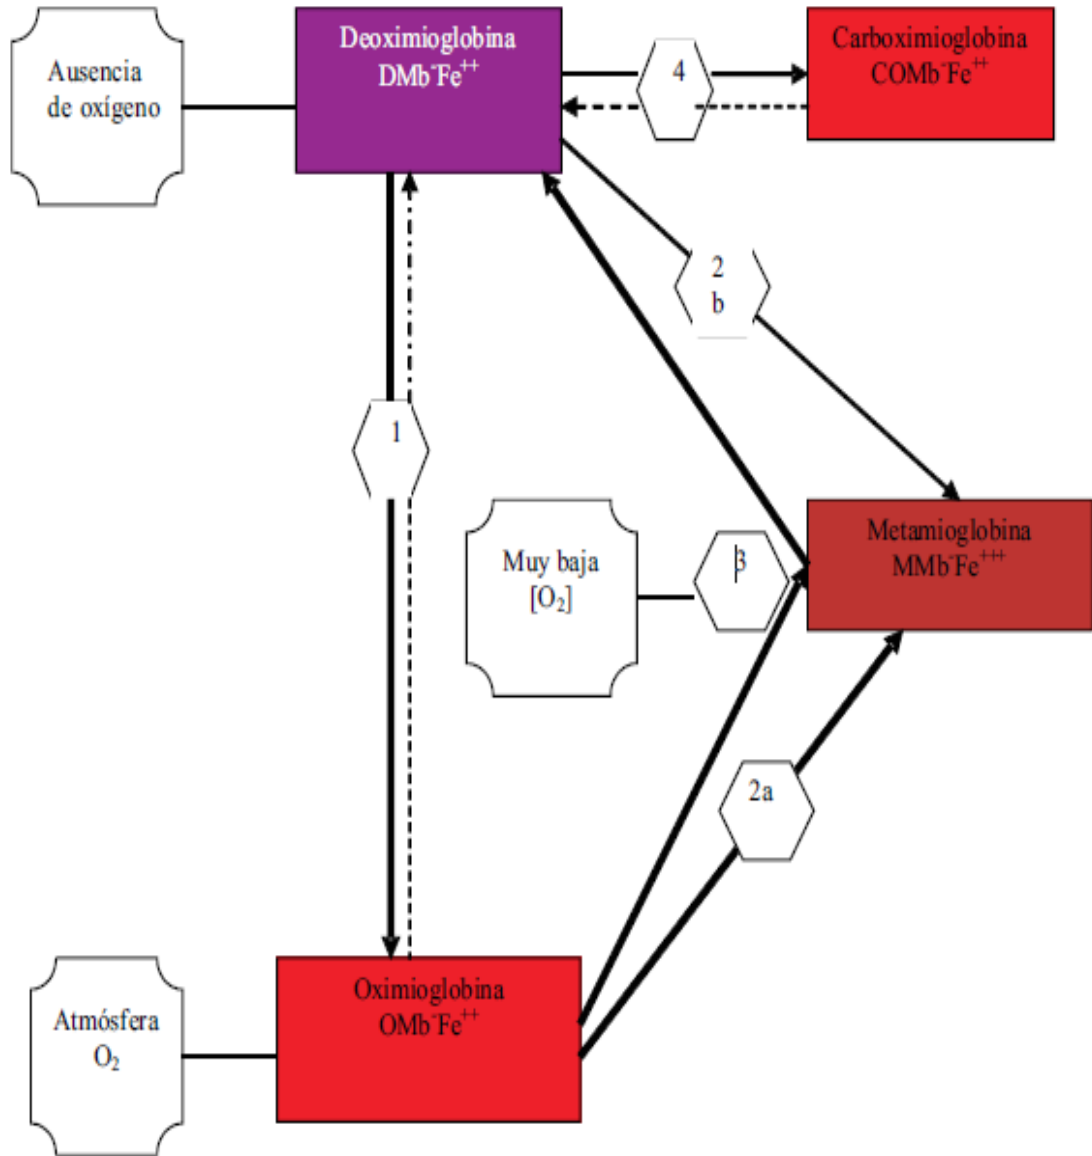 Ausencia
de oxígeno
Deoximioglobina
DMb-Fe++
4
Carboximioglobina
COMb-Fe++
2
b
1
Muy baja
[O2]
3
Metamioglobina
MMb-Fe+++
2a
Atmósfera
O2
Oximioglobina
OMb-Fe++